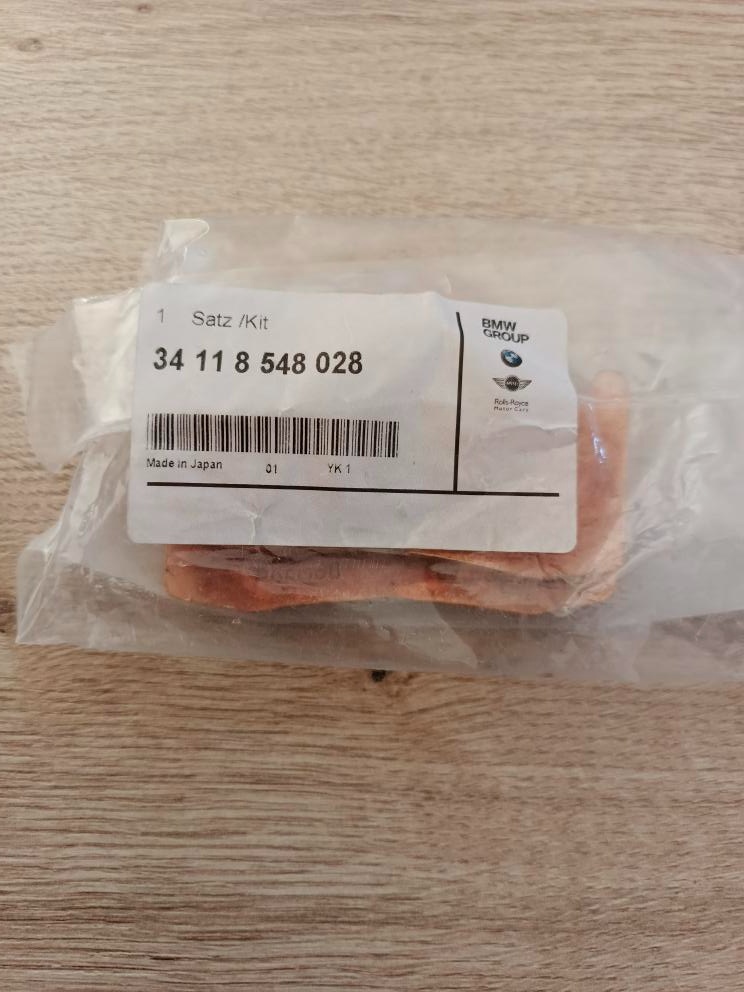 1 Satz /Kit
34 11 8 548 028
Made in Japan 01 YK 1
BMW
GROUP
Rolls-Royce
Motor Cars